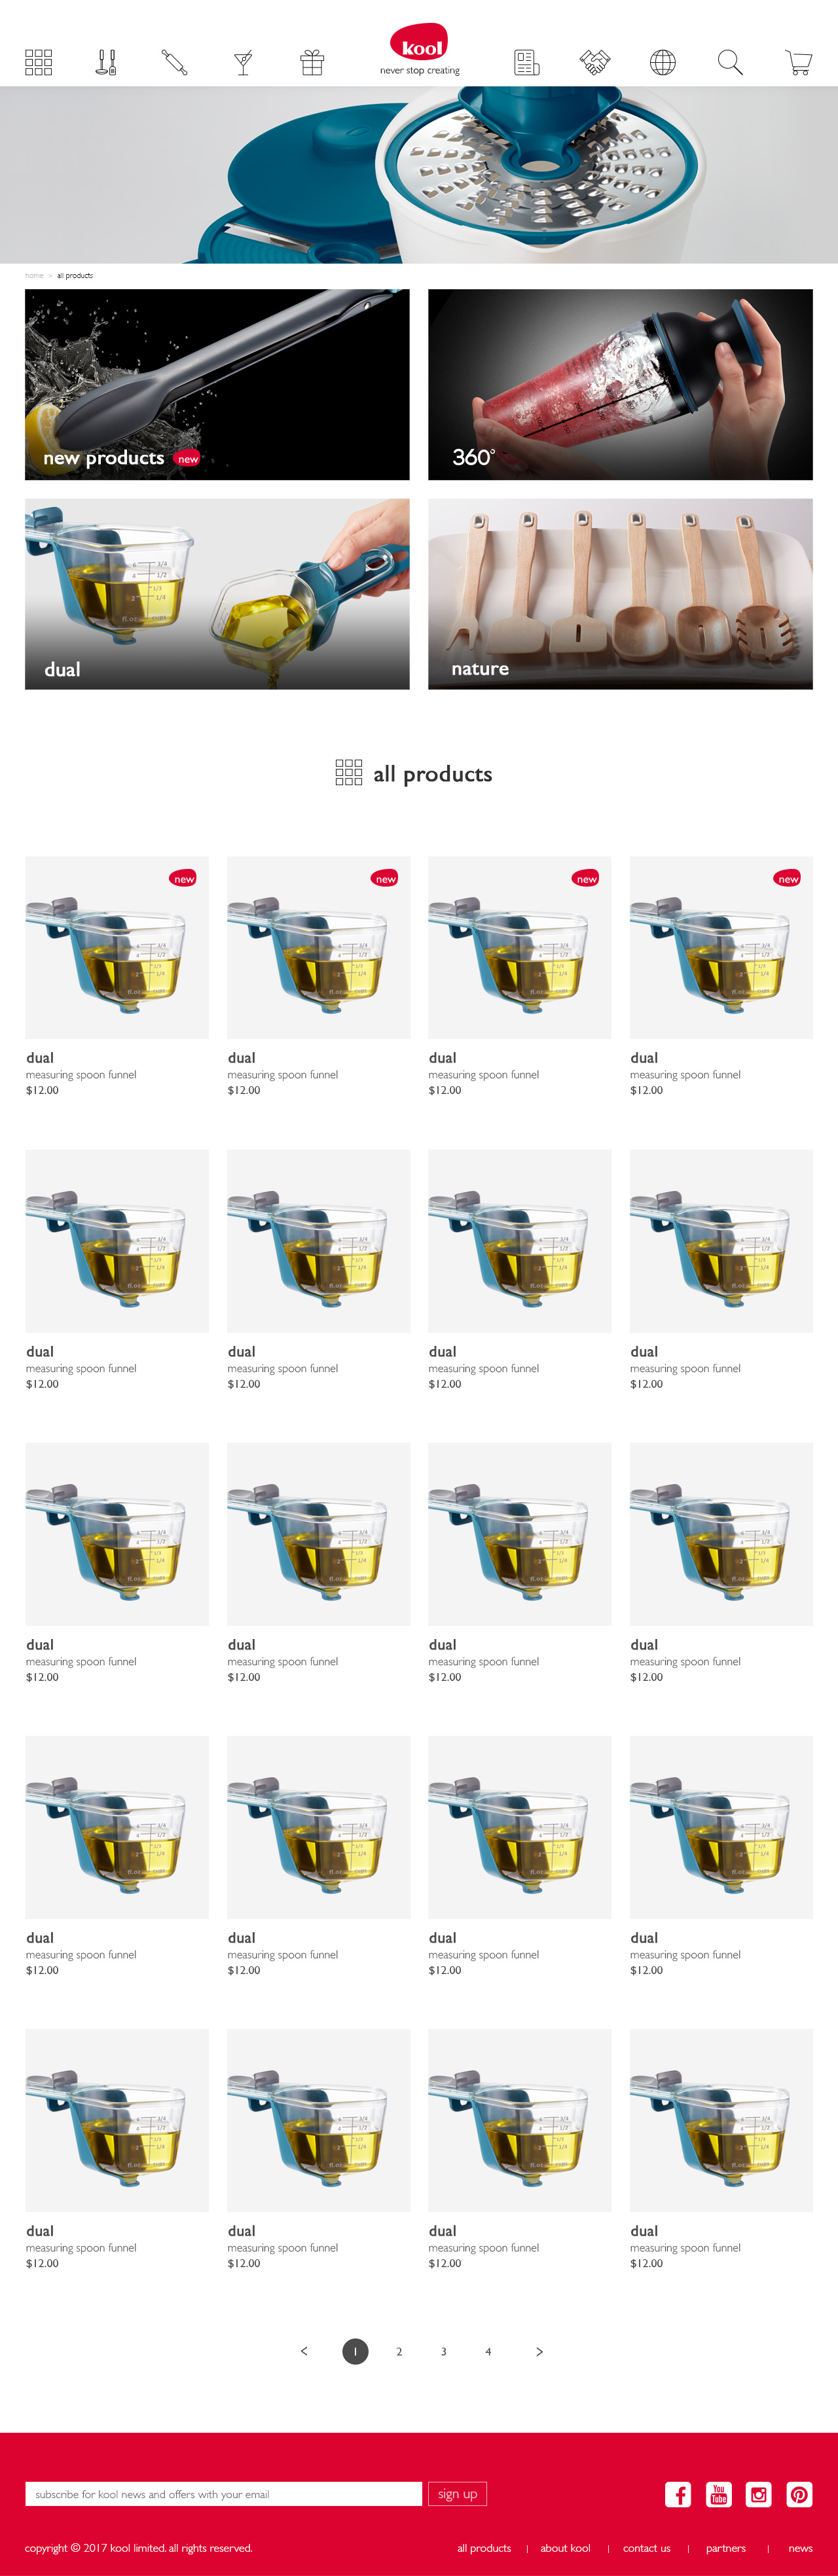 kool
never stop creating
home > all products
new products new
360°
dual
nature
all products
new new new new
dual dual dual dual
measuring spoon funnel measuring spoon funnel measuring spoon funnel measuring spoon funnel
$12.00 $12.00 $12.00 $12.00
dual dual dual dual
measuring spoon funnel measuring spoon funnel measuring spoon funnel measuring spoon funnel
$12.00 $12.00 $12.00 $12.00
dual dual dual dual
measuring spoon funnel measuring spoon funnel measuring spoon funnel measuring spoon funnel
$12.00 $12.00 $12.00 $12.00
dual dual dual dual
measuring spoon funnel measuring spoon funnel measuring spoon funnel measuring spoon funnel
$12.00 $12.00 $12.00 $12.00
dual dual dual dual
measuring spoon funnel measuring spoon funnel measuring spoon funnel measuring spoon funnel
$12.00 $12.00 $12.00 $12.00
< 1 2 3 4 >
subscribe for kool news and offers with your email sign up You Tube
copyright © 2017 kool limited. all rights reserved. all products | about kool | contact us | partners | news